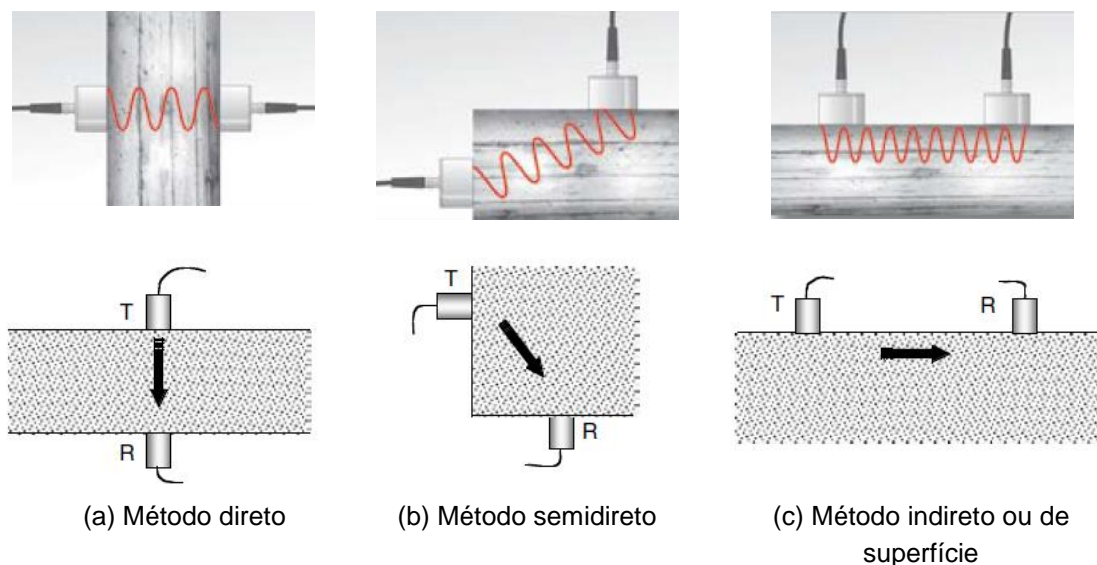 T
R
T
R
T
R
(a) Método direto
(b) Método semidireto
(c) Método indireto ou de
superfície